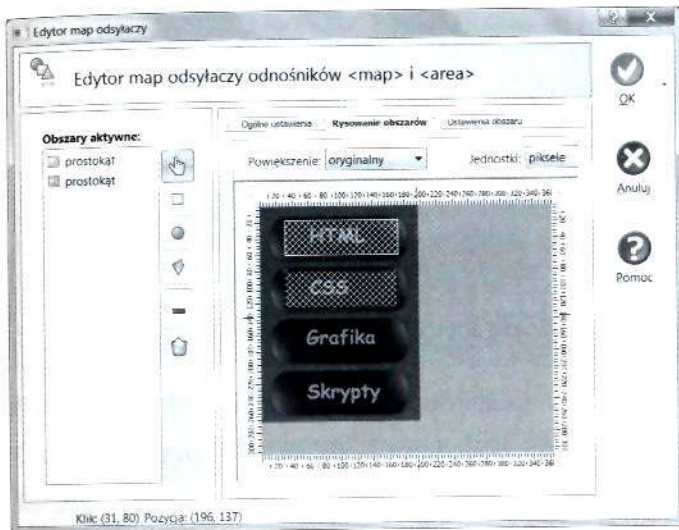 Edytor map odsyłaczy
Edytor map odsyłaczy odnośników <map> i <area>
OK
Anuluj
Pomoc
Obszary aktywne:
prostokąt
prostokąt
Ogólne ustawienia Rysowanie obszarów Ustawienia obszaru
Powiększenie: oryginalny Jednostki: piksele
HTML
CSS
Grafika
Skrypty
Klik: (31, 80) Pozycja: (196, 137)